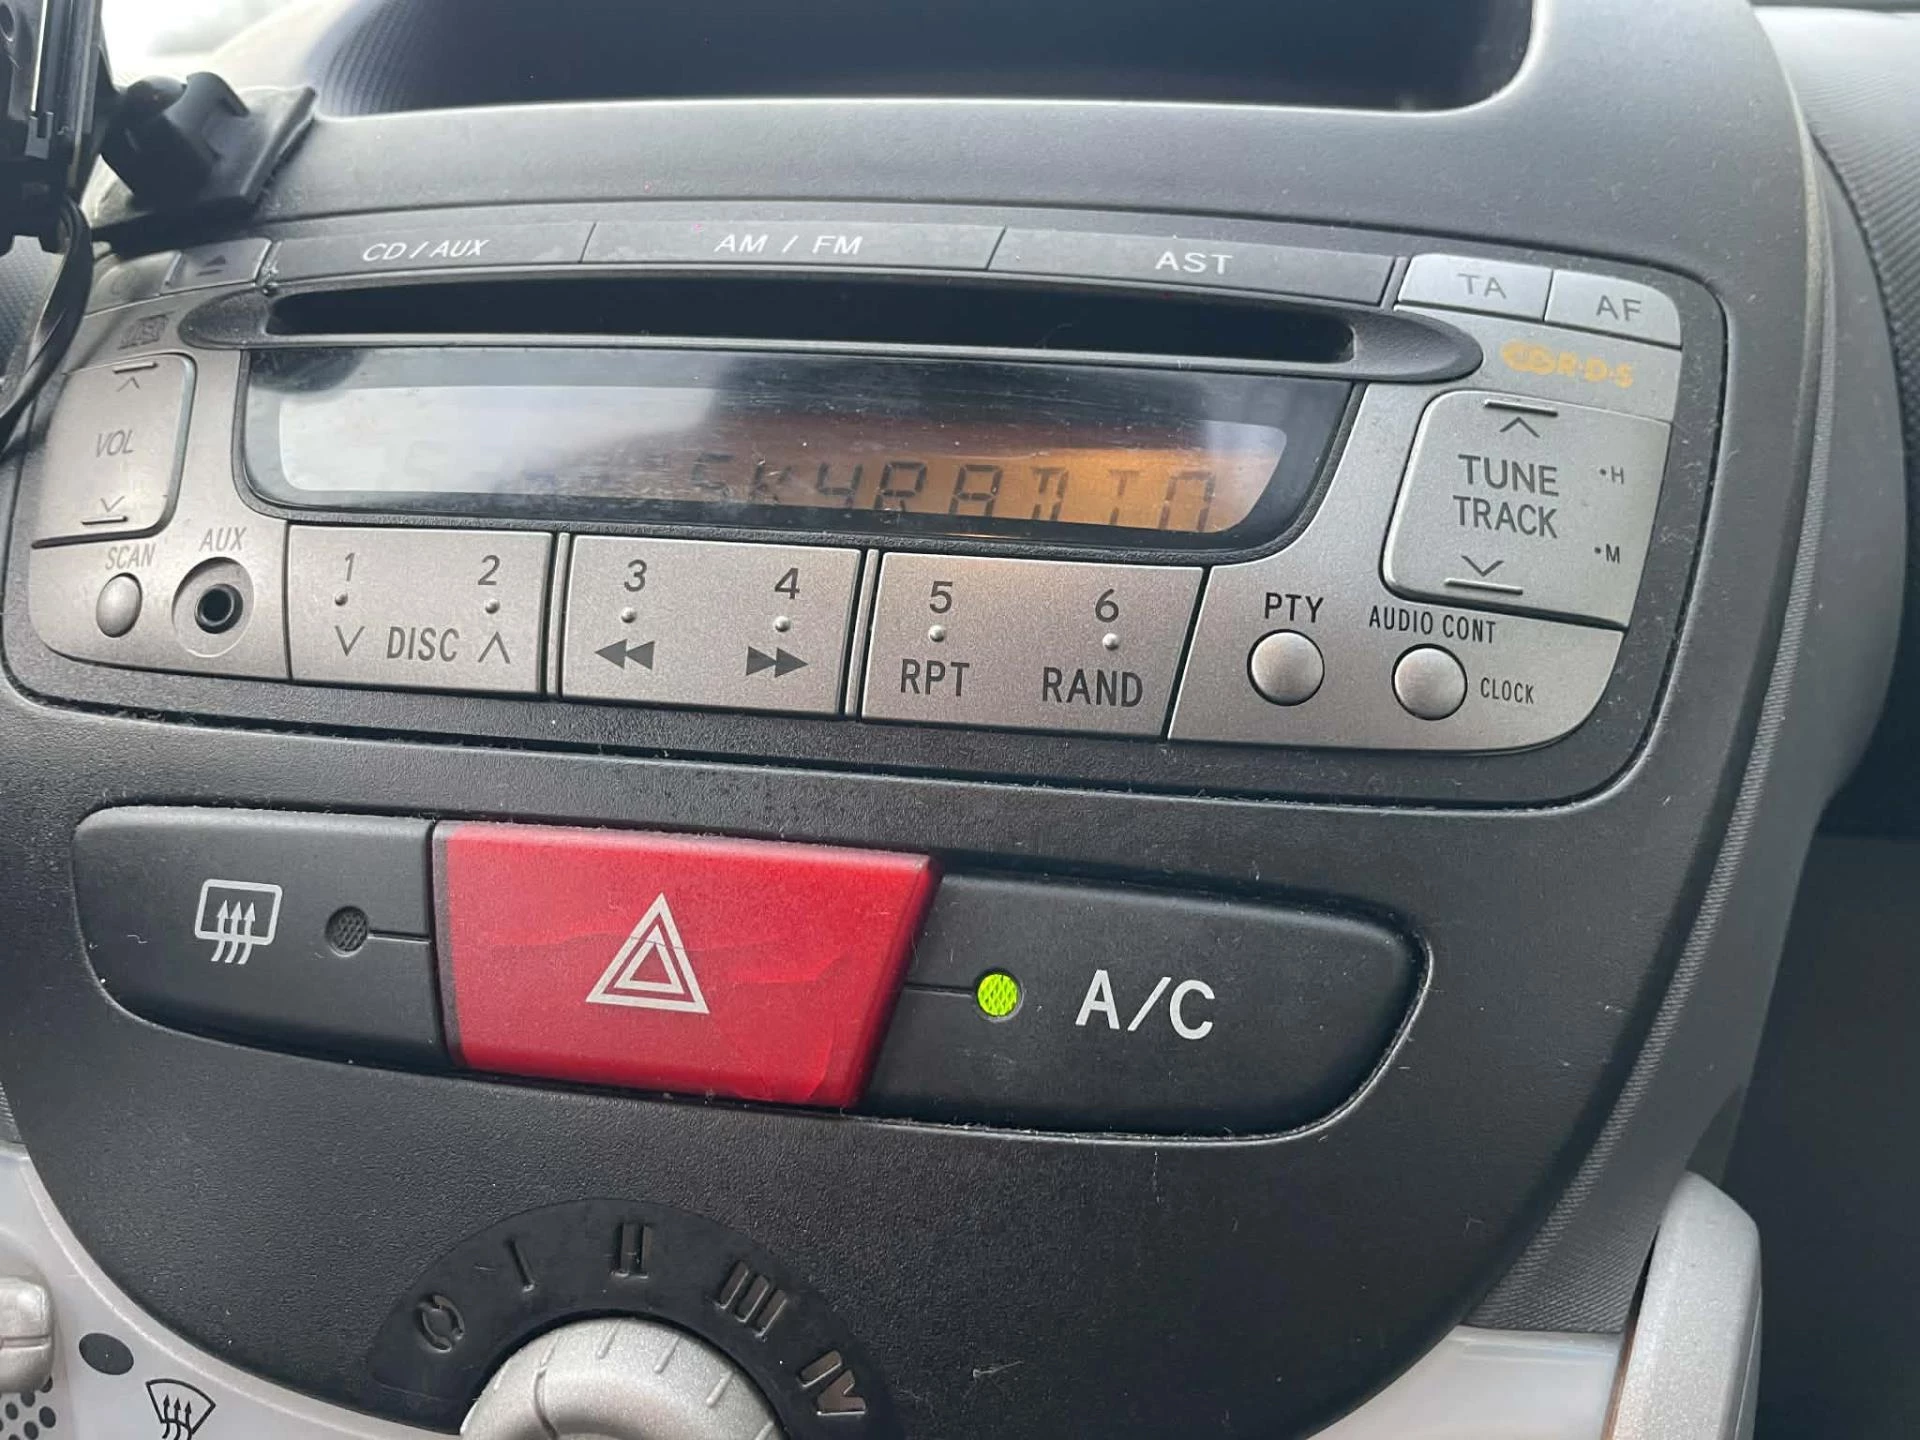 CD / AUX
AM / FM
AST
TA
AF
R·D·S
VOL
SKYRADIO
TUNE
TRACK
•H
•M
SCAN
AUX
1
2
DISC
3
4
5
RPT
6
RAND
PTY
AUDIO CONT
CLOCK
A/C
0
I
II
III
IV